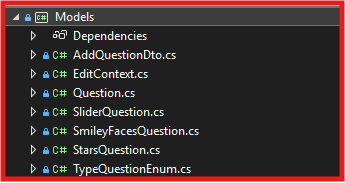 Models
Dependencies
C# AddQuestionDto.cs
C# EditContext.cs
C# Question.cs
C# SliderQuestion.cs
C# SmileyFacesQuestion.cs
C# StarsQuestion.cs
C# TypeQuestionEnum.cs